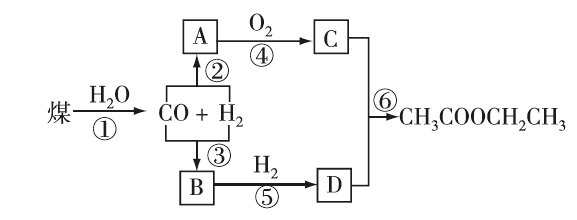 A O₂ ④ C
②
煤 H₂O ① CO + H₂ ⑥ CH₃COOCH₂CH₃
③
B H₂ ⑤ D